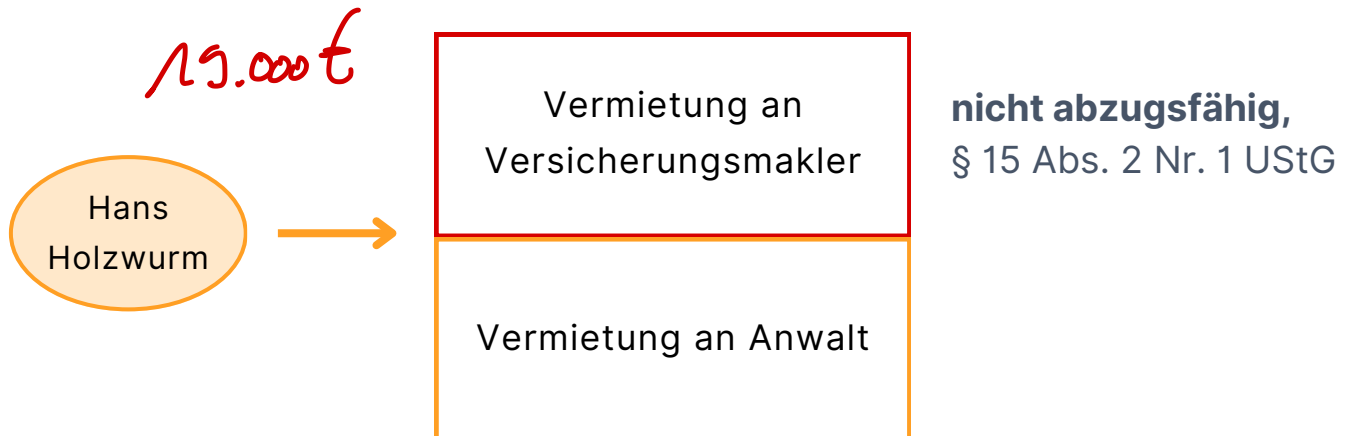 19.000 €
Vermietung an
Versicherungsmakler
nicht abzugsfähig,
§ 15 Abs. 2 Nr. 1 UStG
Hans
Holzwurm
Vermietung an Anwalt